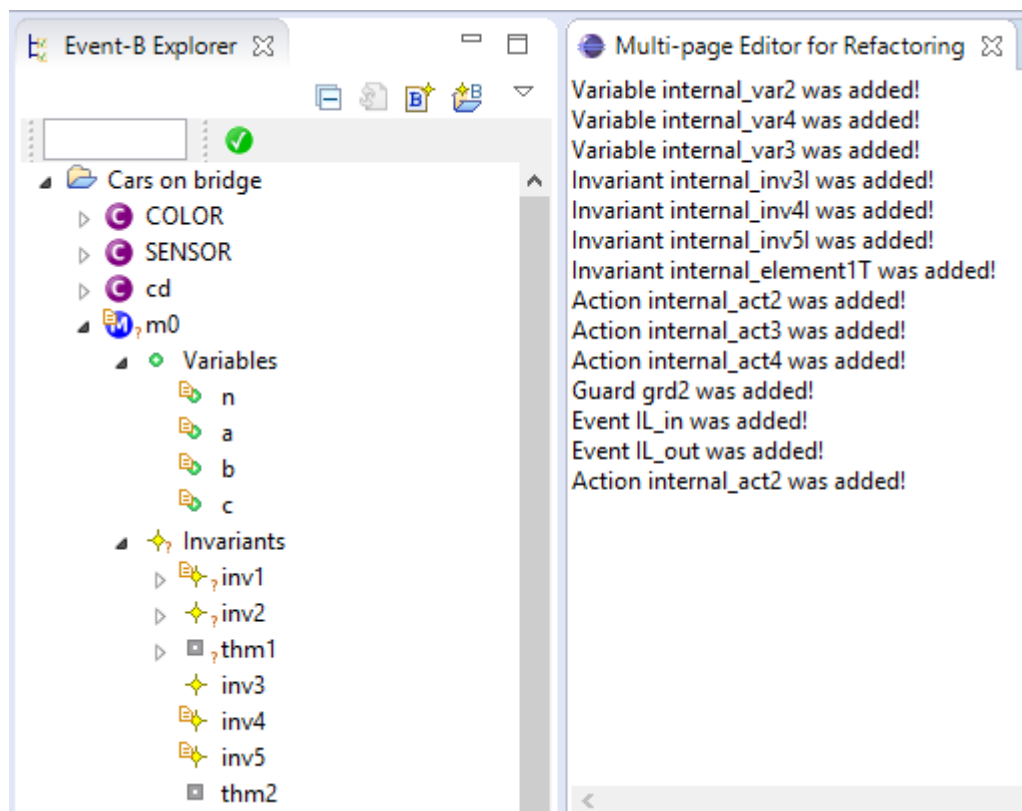 Event-B Explorer
Cars on bridge
COLOR
SENSOR
cd
m0
Variables
n
a
b
c
Invariants
inv1
inv2
thm1
inv3
inv4
inv5
thm2
Multi-page Editor for Refactoring
Variable internal_var2 was added!
Variable internal_var4 was added!
Variable internal_var3 was added!
Invariant internal_inv3I was added!
Invariant internal_inv4I was added!
Invariant internal_inv5I was added!
Invariant internal_element1T was added!
Action internal_act2 was added!
Action internal_act3 was added!
Action internal_act4 was added!
Guard grd2 was added!
Event IL_in was added!
Event IL_out was added!
Action internal_act2 was added!